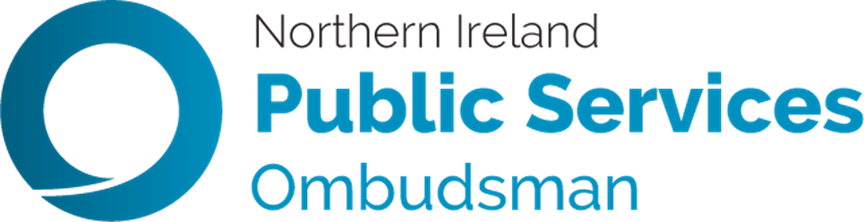 Northern Ireland
Public Services
Ombudsman